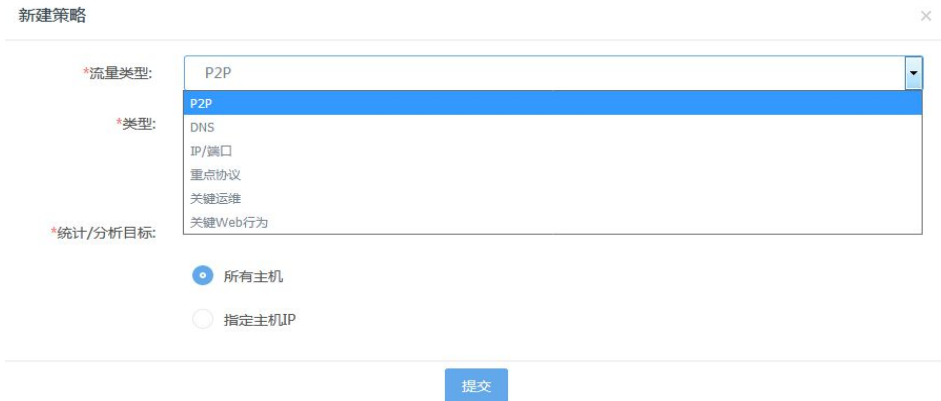 新建策略
*流量类型:
P2P
P2P
*类型:
DNS
IP/端口
重点协议
关键运维
关键Web行为
*统计/分析目标:
所有主机
指定主机IP
提交